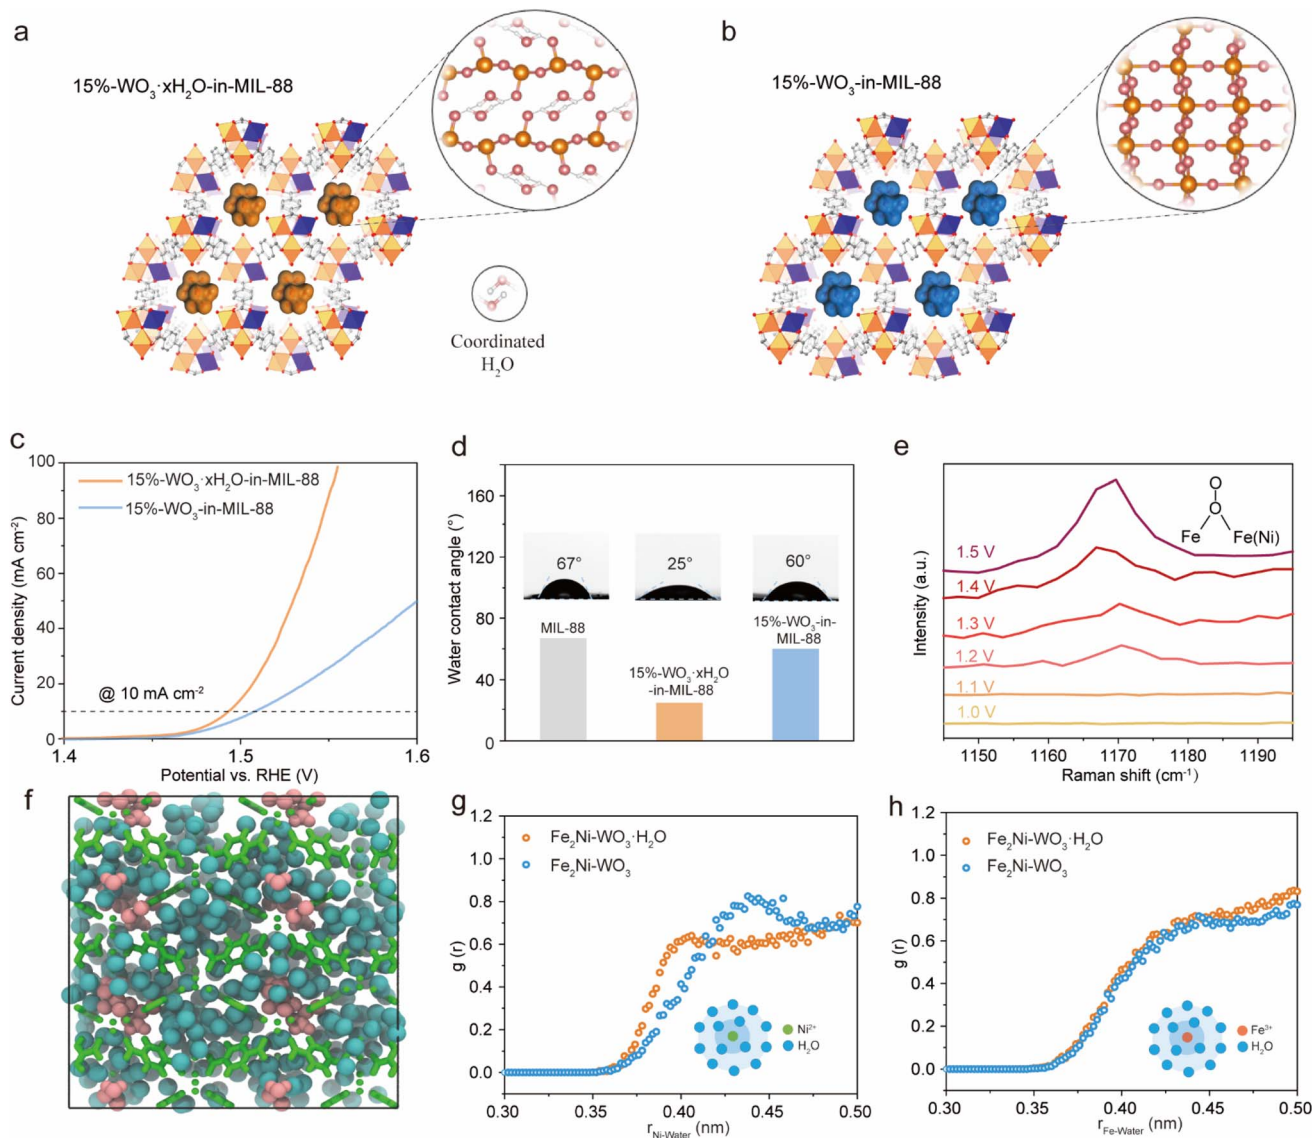 a
15%-WO₃·xH₂O-in-MIL-88
Coordinated
H₂O
b
15%-WO₃-in-MIL-88
c
100
80
60
40
20
0
Current density (mA cm⁻²)
15%-WO₃·xH₂O-in-MIL-88
15%-WO₃-in-MIL-88
@ 10 mA cm⁻²
1.4
1.5
1.6
Potential vs. RHE (V)
d
160
120
80
40
0
Water contact angle (°)
67°
25°
60°
MIL-88
15%-WO₃·xH₂O
-in-MIL-88
15%-WO₃-in-
MIL-88
e
Intensity (a.u.)
O
O
Fe
Fe(Ni)
1.5 V
1.4 V
1.3 V
1.2 V
1.1 V
1.0 V
1150
1160
1170
1180
1190
Raman shift (cm⁻¹)
f
g
1.2
1.0
0.8
0.6
0.4
0.2
0.0
g (r)
Fe₂Ni-WO₃·H₂O
Fe₂Ni-WO₃
Ni²⁺
H₂O
0.30
0.35
0.40
0.45
0.50
r Ni-Water (nm)
h
1.2
1.0
0.8
0.6
0.4
0.2
0.0
g (r)
Fe₂Ni-WO₃·H₂O
Fe₂Ni-WO₃
Fe³⁺
H₂O
0.30
0.35
0.40
0.45
0.50
r Fe-Water (nm)